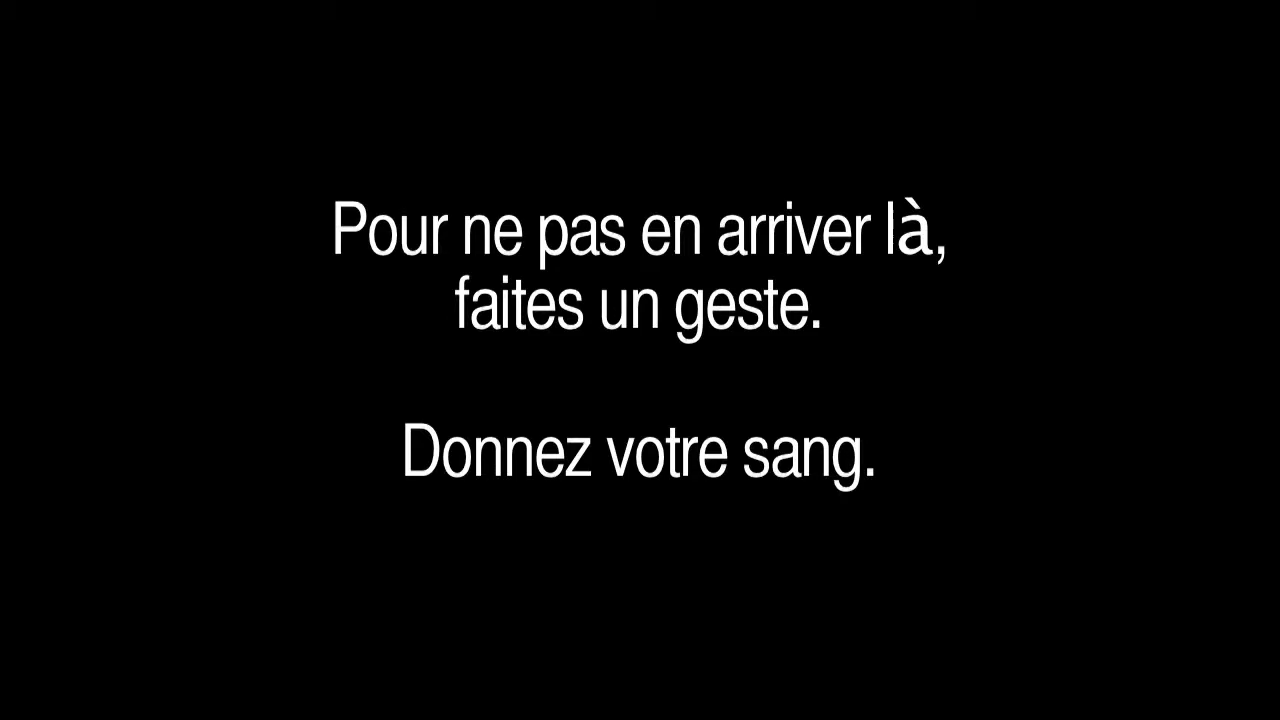 Pour ne pas en arriver là,
faites un geste.
Donnez votre sang.